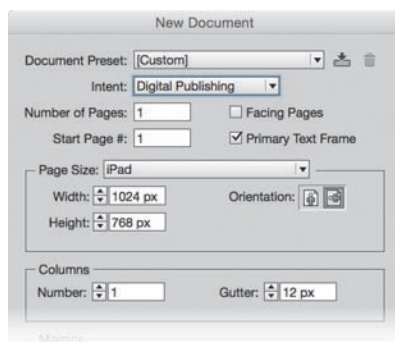 New Document
Document Preset: [Custom]
Intent: Digital Publishing
Number of Pages: 1 Facing Pages
Start Page #: 1 Primary Text Frame
Page Size: iPad
Width: 1024 px Orientation:
Height: 768 px
Columns
Number: 1 Gutter: 12 px
Margins